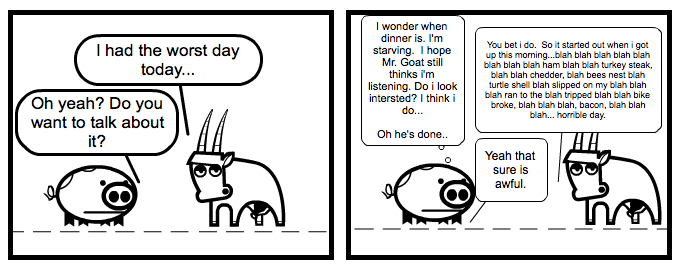 I had the worst day
today...
Oh yeah? Do you
want to talk about
it?
I wonder when
dinner is. I'm
starving. I hope
Mr. Goat still
thinks i'm
listening. Do i look
intersted? I think i
do...
Oh he's done..
You bet i do. So it started out when i got
up this morning...blah blah blah blah blah
blah blah blah ham blah blah turkey steak,
blah blah chedder, blah bees nest blah
turtle shell blah slipped on my blah blah
blah ran to the blah tripped blah blah bike
broke, blah blah blah, bacon, blah blah
blah... horrible day.
Yeah that
sure is
awful.